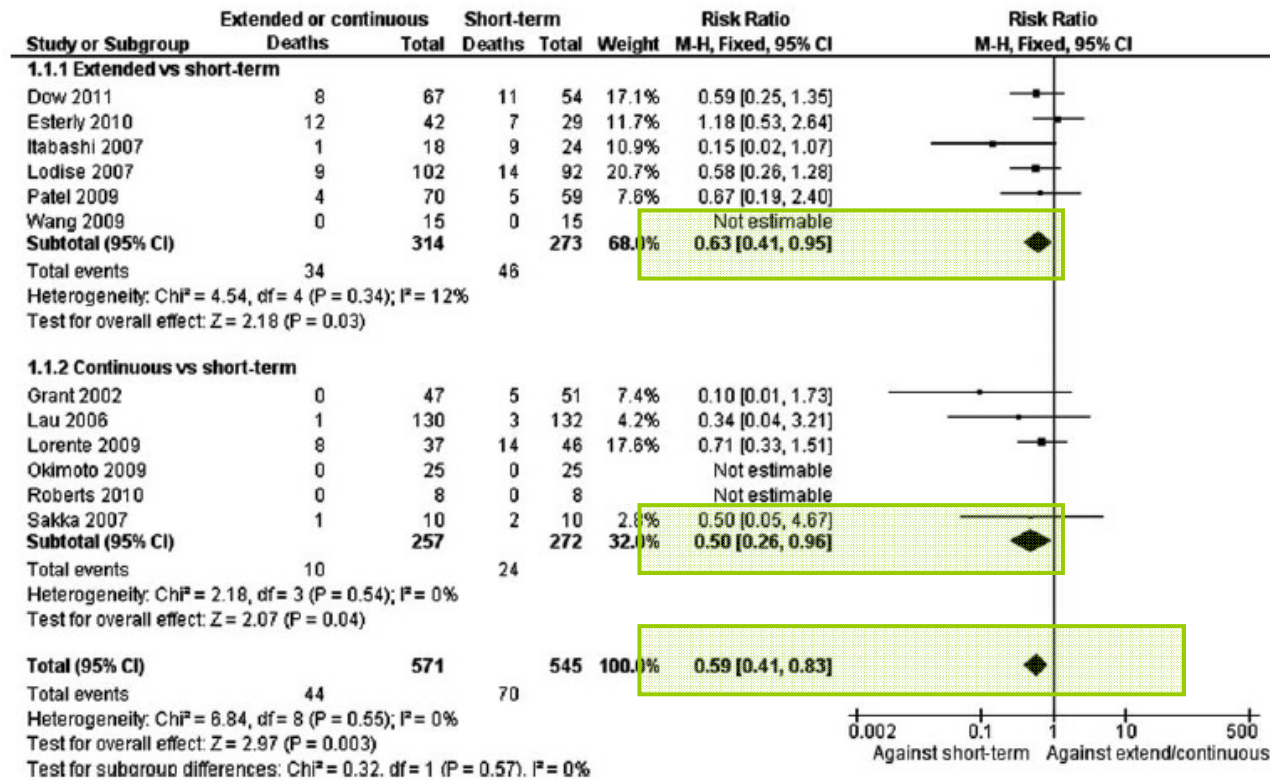 Extended or continuous Short-term Risk Ratio Risk Ratio
Study or Subgroup Deaths Total Deaths Total Weight M-H, Fixed, 95% CI M-H, Fixed, 95% CI
1.1.1 Extended vs short-term
Dow 2011 8 67 11 54 17.1% 0.59 [0.25, 1.35]
Esterly 2010 12 42 7 29 11.7% 1.18 [0.53, 2.64]
Itabashi 2007 1 18 9 24 10.9% 0.15 [0.02, 1.07]
Lodise 2007 9 102 14 92 20.7% 0.58 [0.26, 1.28]
Patel 2009 4 70 5 59 7.6% 0.67 [0.19, 2.40]
Wang 2009 0 15 0 15 Not estimable
Subtotal (95% CI) 314 273 68.0% 0.63 [0.41, 0.95]
Total events 34 46
Heterogeneity: Chi² = 4.54, df = 4 (P = 0.34); I² = 12%
Test for overall effect: Z = 2.18 (P = 0.03)
1.1.2 Continuous vs short-term
Grant 2002 0 47 5 51 7.4% 0.10 [0.01, 1.73]
Lau 2006 1 130 3 132 4.2% 0.34 [0.04, 3.21]
Lorente 2009 8 37 14 46 17.6% 0.71 [0.33, 1.51]
Okimoto 2009 0 25 0 25 Not estimable
Roberts 2010 0 8 0 8 Not estimable
Sakka 2007 1 10 2 10 2.8% 0.50 [0.05, 4.67]
Subtotal (95% CI) 257 272 32.0% 0.50 [0.26, 0.96]
Total events 10 24
Heterogeneity: Chi² = 2.18, df = 3 (P = 0.54); I² = 0%
Test for overall effect: Z = 2.07 (P = 0.04)
Total (95% CI) 571 545 100.0% 0.59 [0.41, 0.83]
Total events 44 70
Heterogeneity: Chi² = 6.84, df = 8 (P = 0.55); I² = 0%
Test for overall effect: Z = 2.97 (P = 0.003)
Test for subgroup differences: Chi² = 0.32, df = 1 (P = 0.57), I² = 0%
0.002 0.1 1 10 500
Against short-term Against extend/continuous